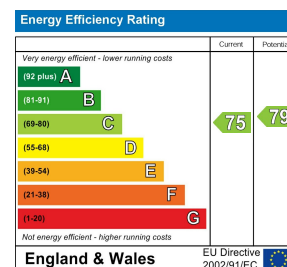 Energy Efficiency Rating
Current Potentia
Very energy efficient - lower running costs
(92 plus) A
(81-91) B
(69-80) C
75 79
(55-68) D
(39-54) E
(21-38) F
(1-20) G
Not energy efficient - higher running costs
England & Wales
EU Directive
2002/91/EC